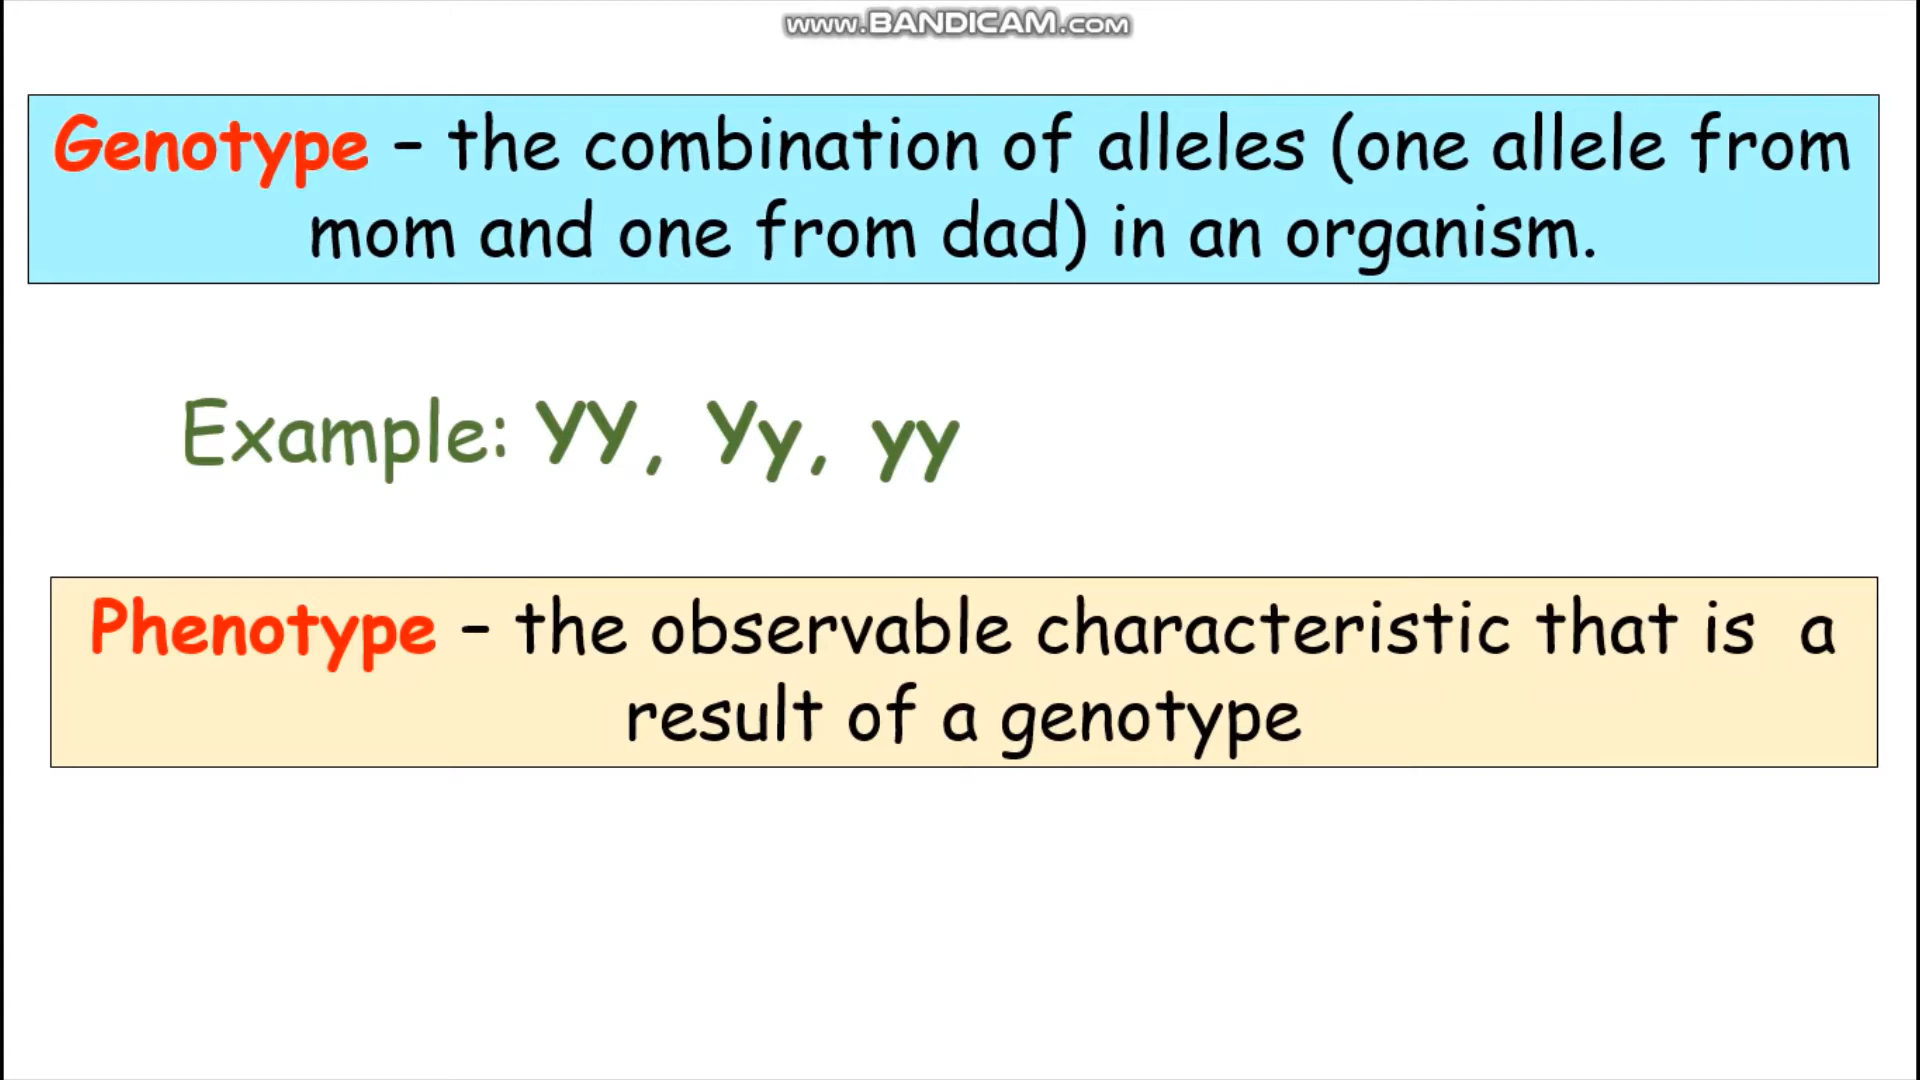 www.BANDICAM.com
Genotype – the combination of alleles (one allele from
mom and one from dad) in an organism.
Example: YY, Yy, yy
Phenotype – the observable characteristic that is a
result of a genotype